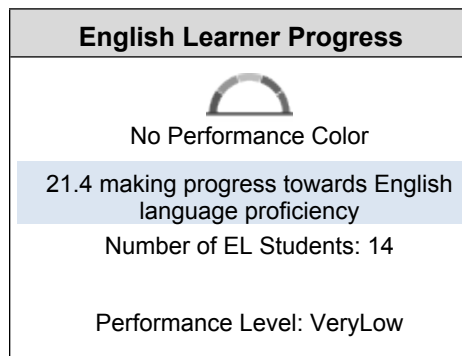 English Learner Progress
No Performance Color
21.4 making progress towards English
language proficiency
Number of EL Students: 14
Performance Level: VeryLow